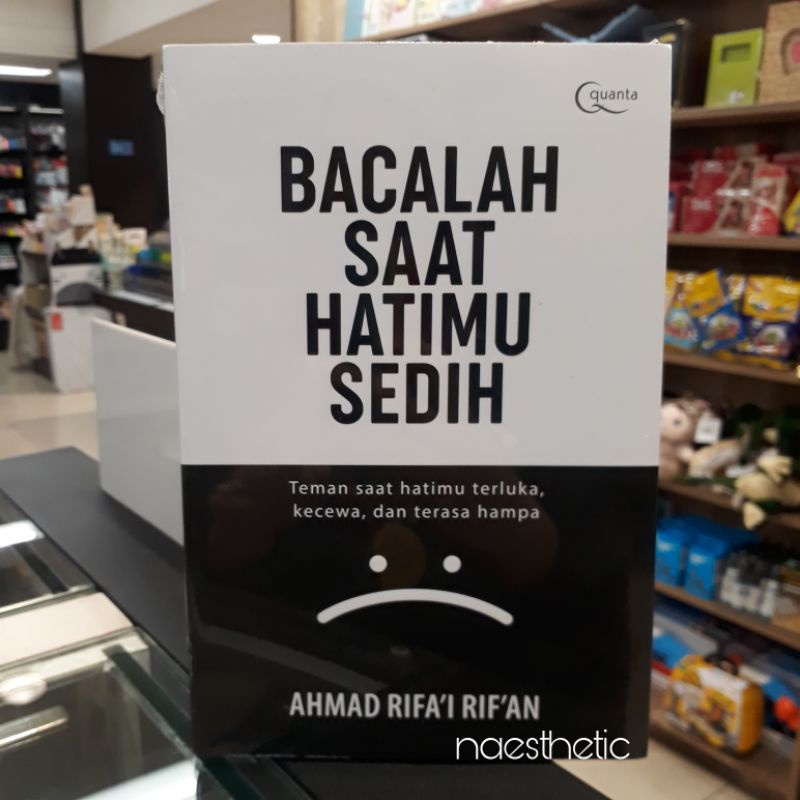 quanta
BACALAH
SAAT
HATIMU
SEDIH
Teman saat hatimu terluka,
kecewa, dan terasa hampa
AHMAD RIFA'I RIF'AN
naesthetic